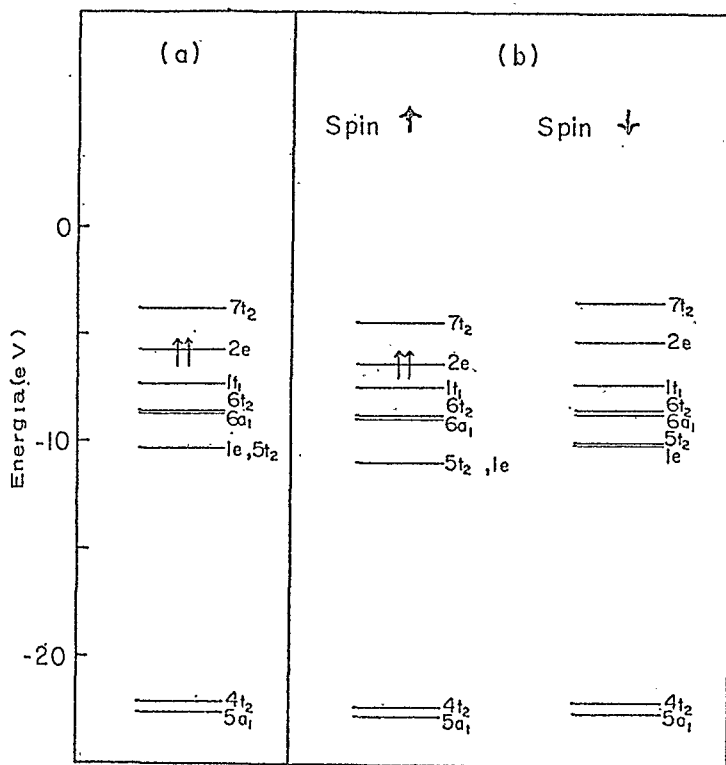 (a)
(b)
Spin ↑
Spin ↓
Energia (eV)
0
-10
-20
7t₂
2e
1t₁
6t₂
6a₁
1e, 5t₂
4t₂
5a₁
7t₂
2e
1t₁
6t₂
6a₁
5t₂, 1e
4t₂
5a₁
7t₂
2e
1t₁
6t₂
6a₁
5t₂
1e
4t₂
5a₁